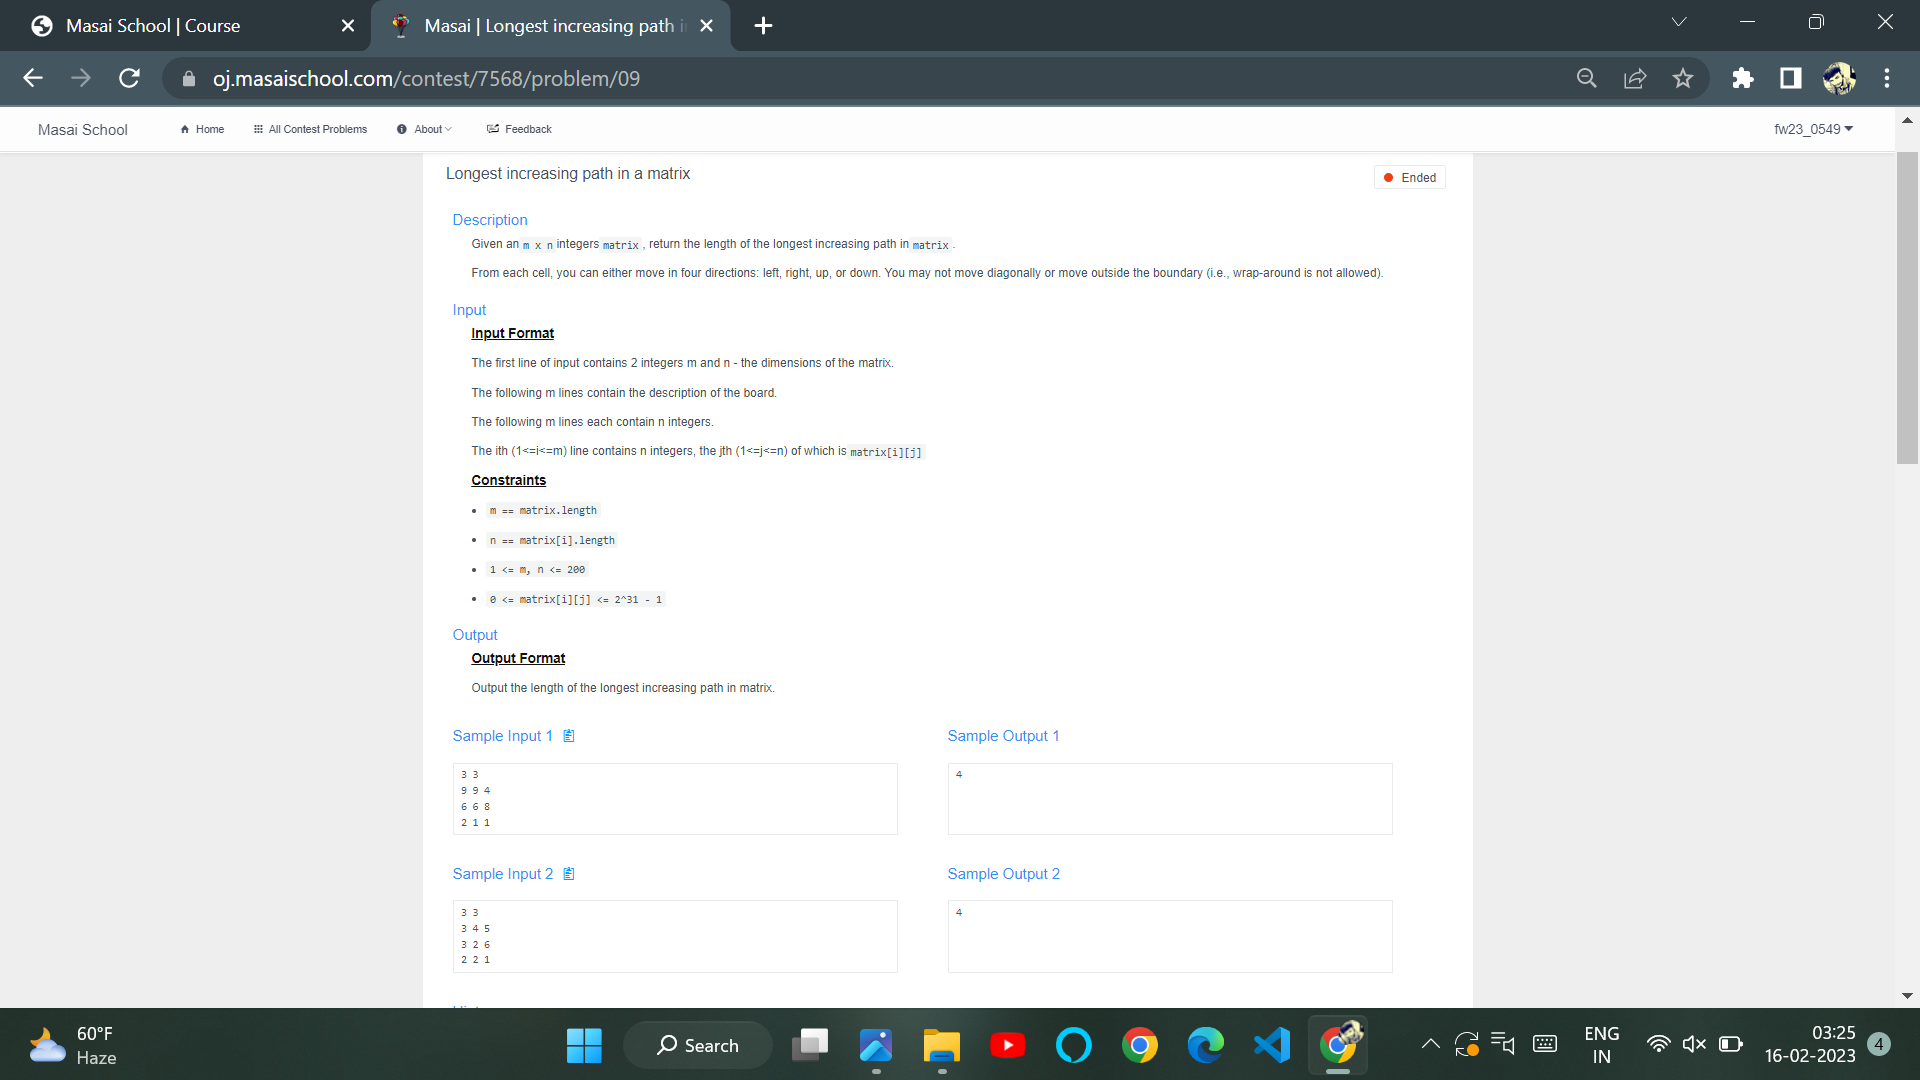 Masai School | Course
Masai | Longest increasing path i
oj.masaischool.com/contest/7568/problem/09
Masai School
Home
All Contest Problems
About
Feedback
fw23_0549
Longest increasing path in a matrix
Ended
Description
Given an m x n integers matrix , return the length of the longest increasing path in matrix .
From each cell, you can either move in four directions: left, right, up, or down. You may not move diagonally or move outside the boundary (i.e., wrap-around is not allowed).
Input
Input Format
The first line of input contains 2 integers m and n - the dimensions of the matrix.
The following m lines contain the description of the board.
The following m lines each contain n integers.
The ith (1<=i<=m) line contains n integers, the jth (1<=j<=n) of which is matrix[i][j]
Constraints
m == matrix.length
n == matrix[i].length
1 <= m, n <= 200
0 <= matrix[i][j] <= 2^31 - 1
Output
Output Format
Output the length of the longest increasing path in matrix.
Sample Input 1
3 3
9 9 4
6 6 8
2 1 1
Sample Output 1
4
Sample Input 2
3 3
3 4 5
3 2 6
2 2 1
Sample Output 2
4
60°F
Haze
Search
ENG
IN
03:25
16-02-2023
4